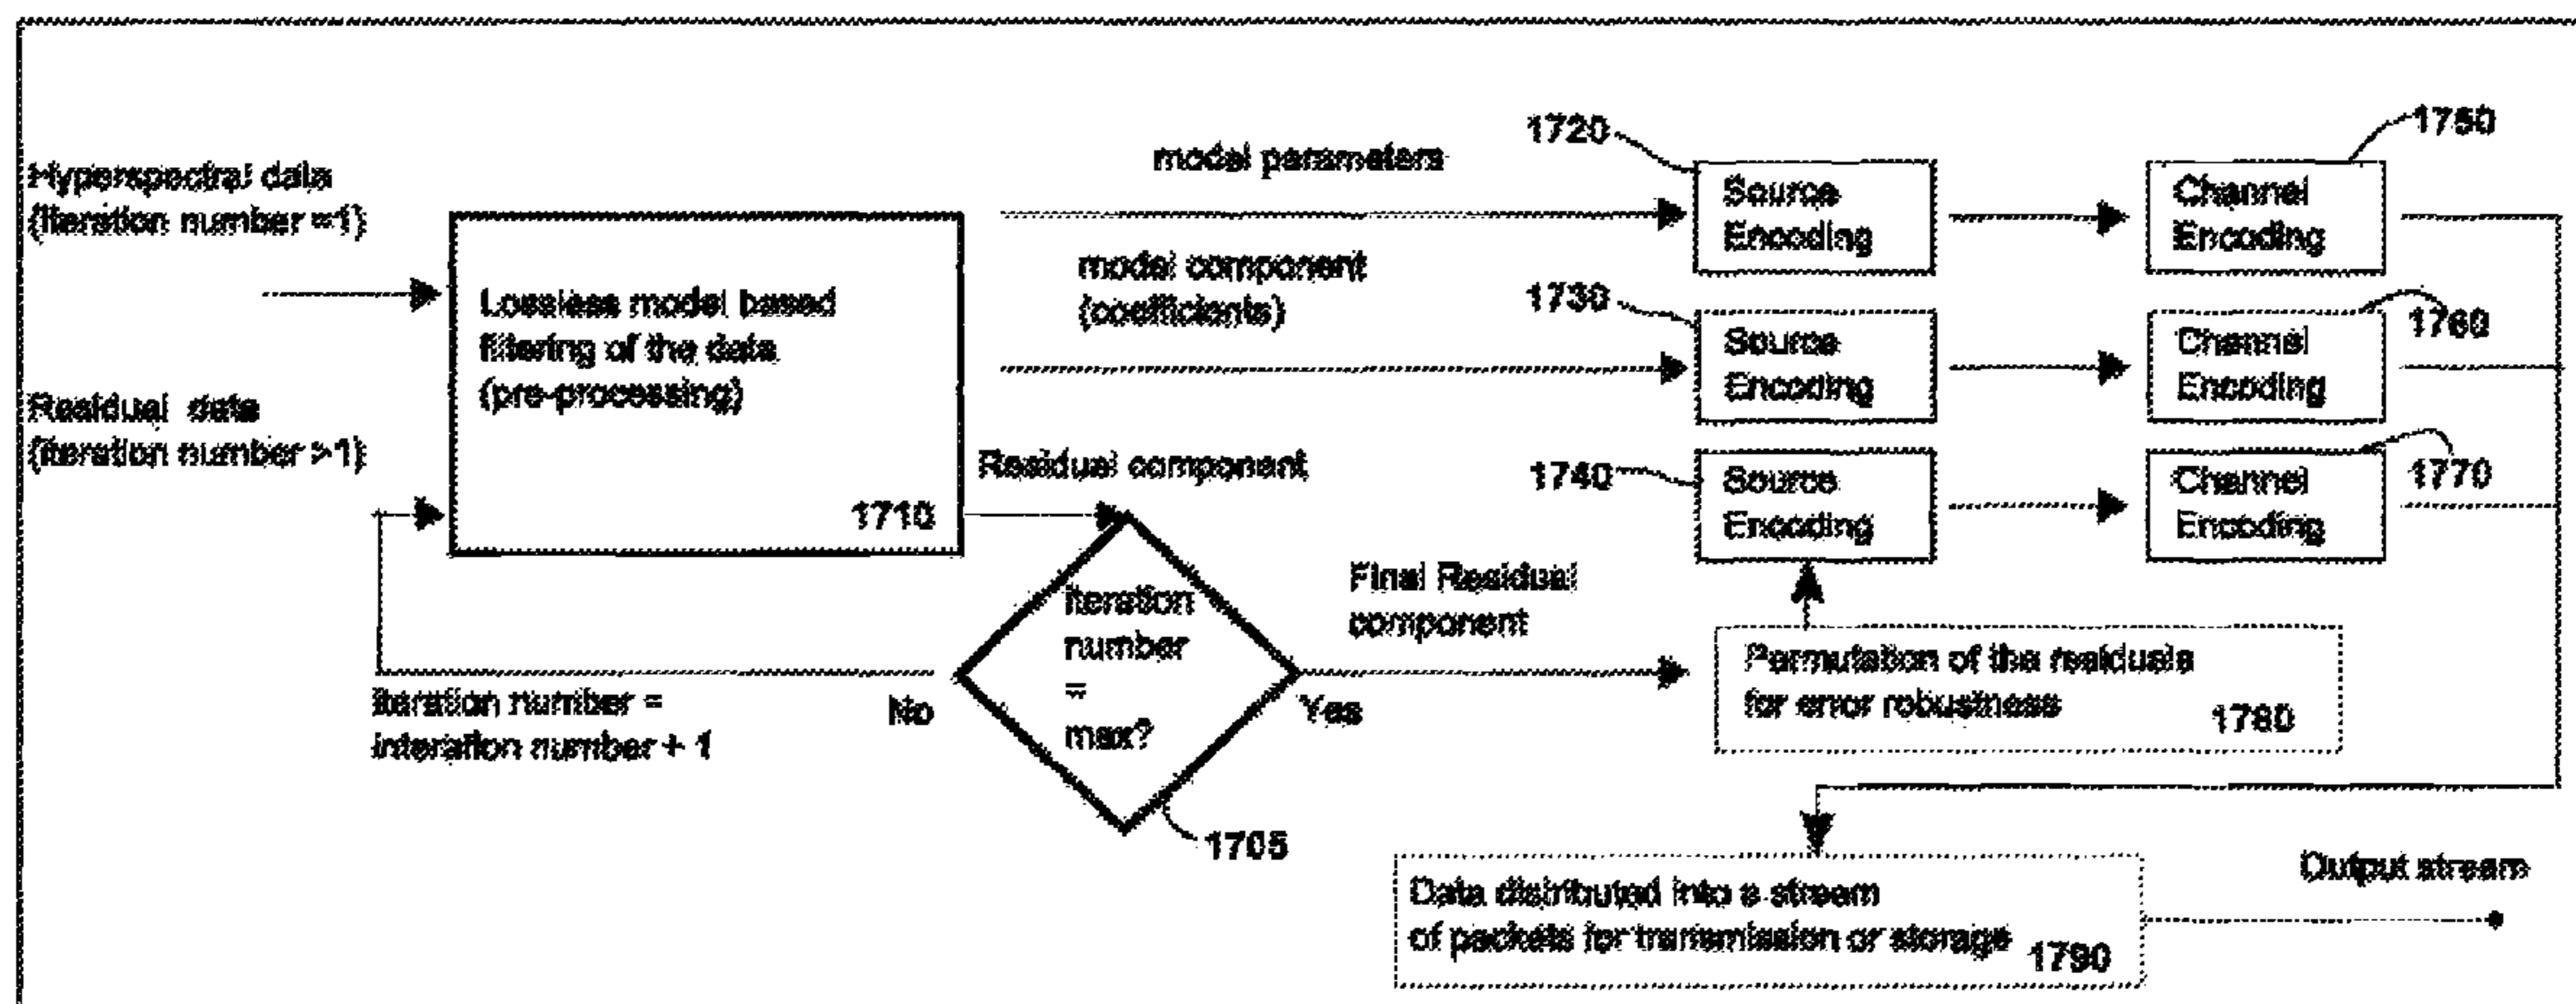 Hyperspectral data
(iteration number =1)
Residual data
(iteration number >1)
Lossless model based
filtering of the data
(pre-processing)
1710
model parameters
model component
(coefficients)
Residual component
iteration
number
=
max?
1705
No
Yes
iteration number =
interation number + 1
Final Residual
component
1720
Source
Encoding
1750
Channel
Encoding
1730
Source
Encoding
1760
Channel
Encoding
1740
Source
Encoding
1770
Channel
Encoding
Permutation of the residuals
for error robustness
1780
Data distributed into a stream
of packets for transmission or storage
1790
Output stream